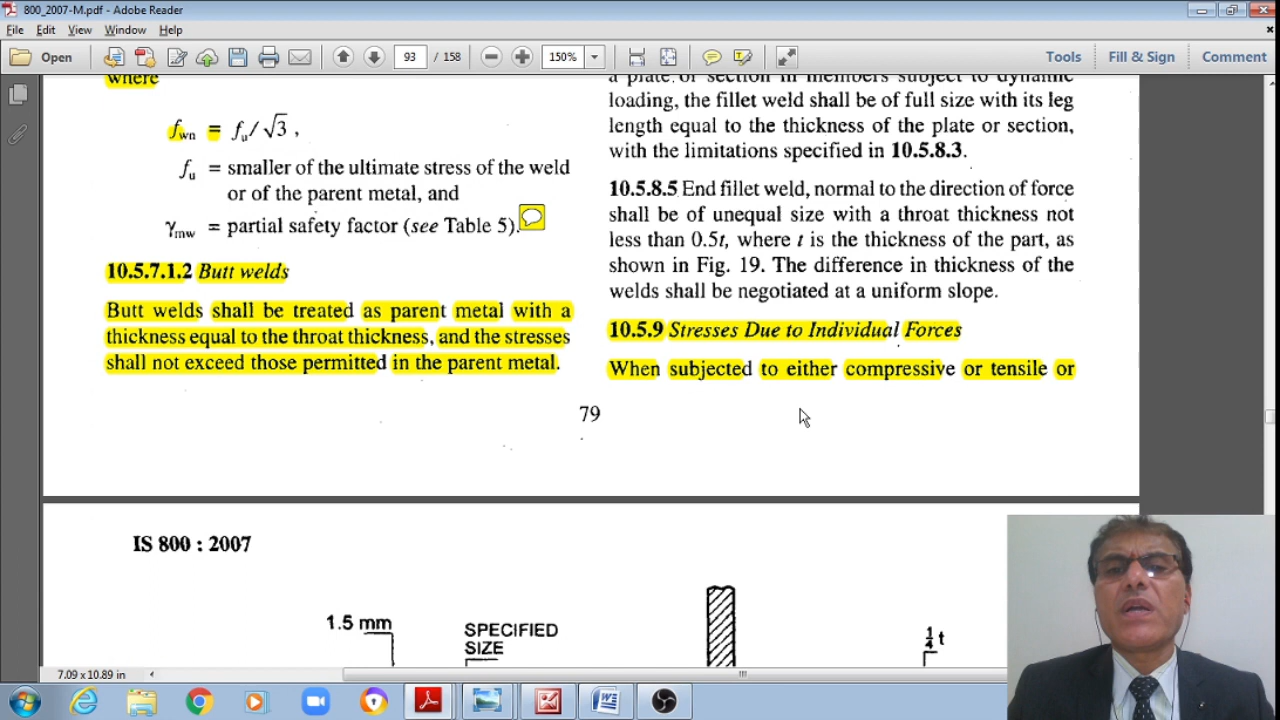 800_2007-M.pdf - Adobe Reader
File Edit View Window Help
Open 93 / 158 150% Tools Fill & Sign Comment
where
fwn = fu/√3 ,
fu = smaller of the ultimate stress of the weld
or of the parent metal, and
γmw = partial safety factor (see Table 5).
10.5.7.1.2 Butt welds
Butt welds shall be treated as parent metal with a
thickness equal to the throat thickness, and the stresses
shall not exceed those permitted in the parent metal.
a plate or section in members subject to dynamic
loading, the fillet weld shall be of full size with its leg
length equal to the thickness of the plate or section,
with the limitations specified in 10.5.8.3.
10.5.8.5 End fillet weld, normal to the direction of force
shall be of unequal size with a throat thickness not
less than 0.5t, where t is the thickness of the part, as
shown in Fig. 19. The difference in thickness of the
welds shall be negotiated at a uniform slope.
10.5.9 Stresses Due to Individual Forces
When subjected to either compressive or tensile or
79
IS 800 : 2007
1.5 mm
SPECIFIED
SIZE
1/4 t
7.09 x 10.89 in